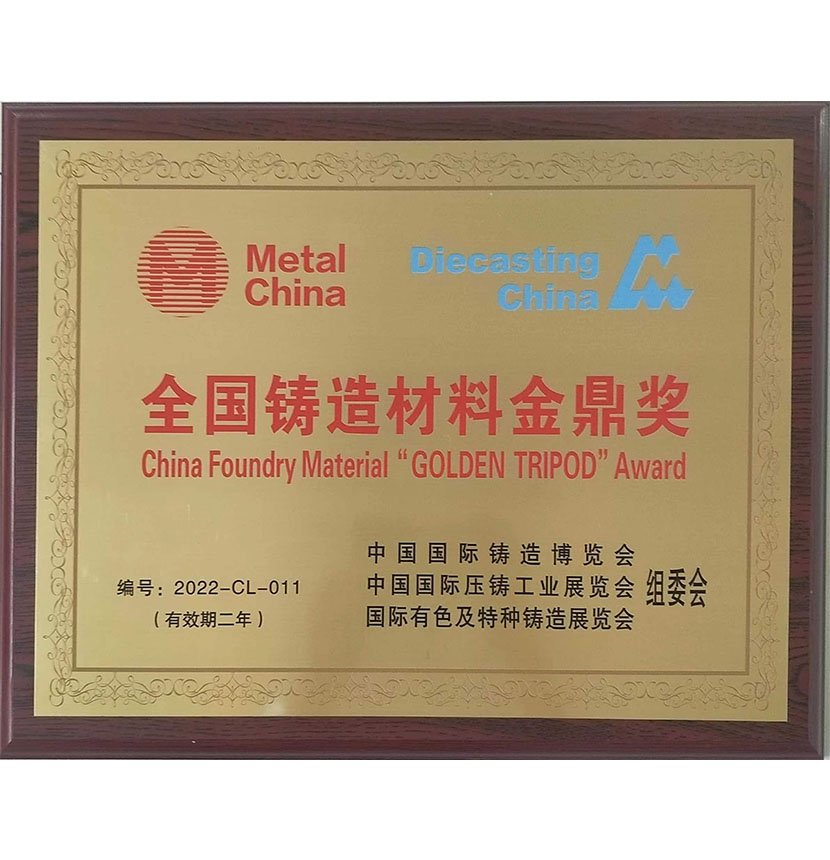 Metal
China
Diecasting
China
全国铸造材料金鼎奖
China Foundry Material “GOLDEN TRIPOD” Award
编号：2022-CL-011
（有效期二年）
中国国际铸造博览会
中国国际压铸工业展览会
国际有色及特种铸造展览会
组委会